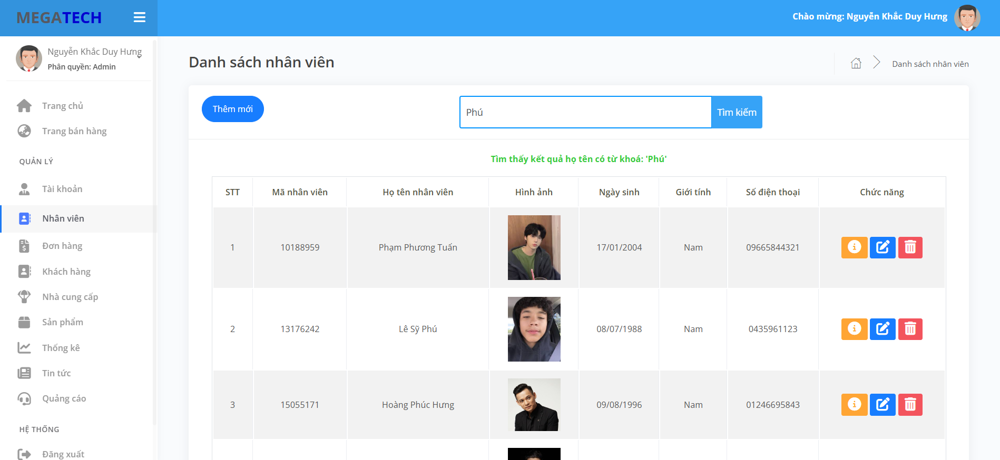 MEGATECH
Chào mừng: Nguyễn Khắc Duy Hưng
Nguyễn Khắc Duy Hưng
Phân quyền: Admin
Trang chủ
Trang bán hàng
QUẢN LÝ
Tài khoản
Nhân viên
Đơn hàng
Khách hàng
Nhà cung cấp
Sản phẩm
Thống kê
Tin tức
Quảng cáo
HỆ THỐNG
Đăng xuất
Danh sách nhân viên
Danh sách nhân viên
Thêm mới
Phú
Tìm kiếm
Tìm thấy kết quả họ tên có từ khoá: 'Phú'
STT Mã nhân viên Họ tên nhân viên Hình ảnh Ngày sinh Giới tính Số điện thoại Chức năng
1 10188959 Phạm Phương Tuấn 17/01/2004 Nam 09665844321
2 13176242 Lê Sỹ Phú 08/07/1988 Nam 0435961123
3 15055171 Hoàng Phúc Hưng 09/08/1996 Nam 01246695843